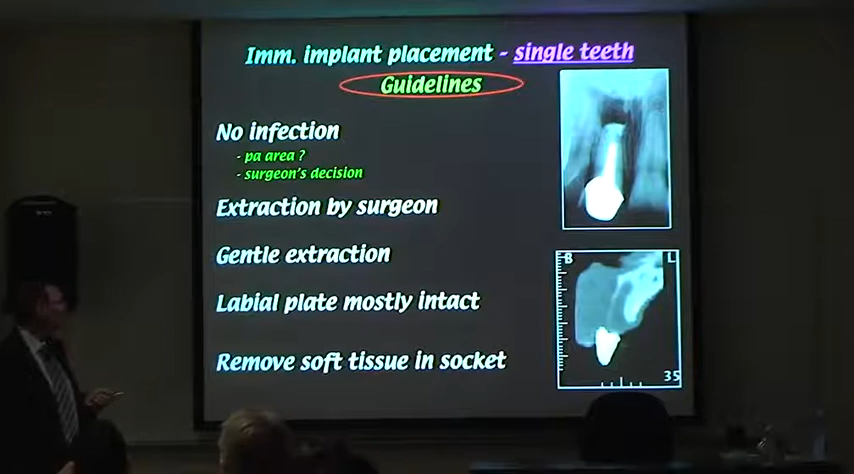 Imm. implant placement - single teeth
Guidelines
No infection
- pa area ?
- surgeon's decision
Extraction by surgeon
Gentle extraction
Labial plate mostly intact
Remove soft tissue in socket
B
L
35